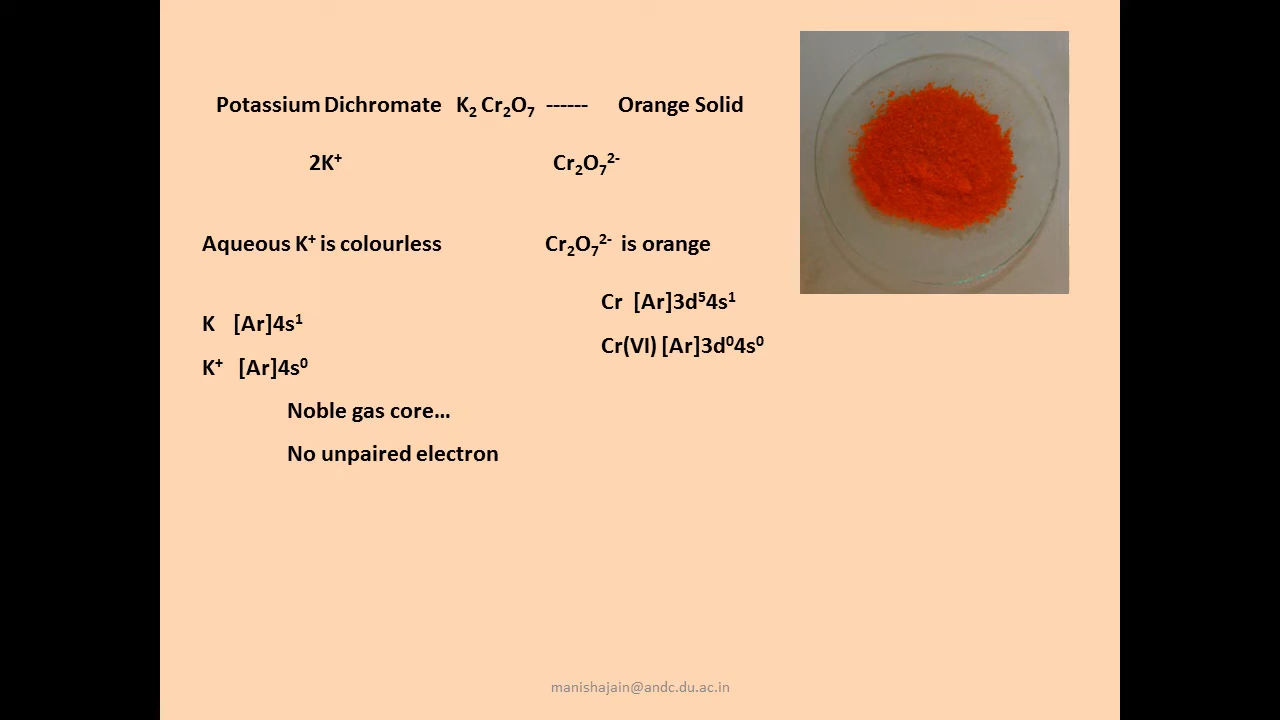 Potassium Dichromate K₂ Cr₂O₇ ------ Orange Solid
2K⁺ Cr₂O₇²⁻
Aqueous K⁺ is colourless Cr₂O₇²⁻ is orange
Cr [Ar]3d⁵4s¹
K [Ar]4s¹
Cr(VI) [Ar]3d⁰4s⁰
K⁺ [Ar]4s⁰
Noble gas core...
No unpaired electron
manishajain@andc.du.ac.in